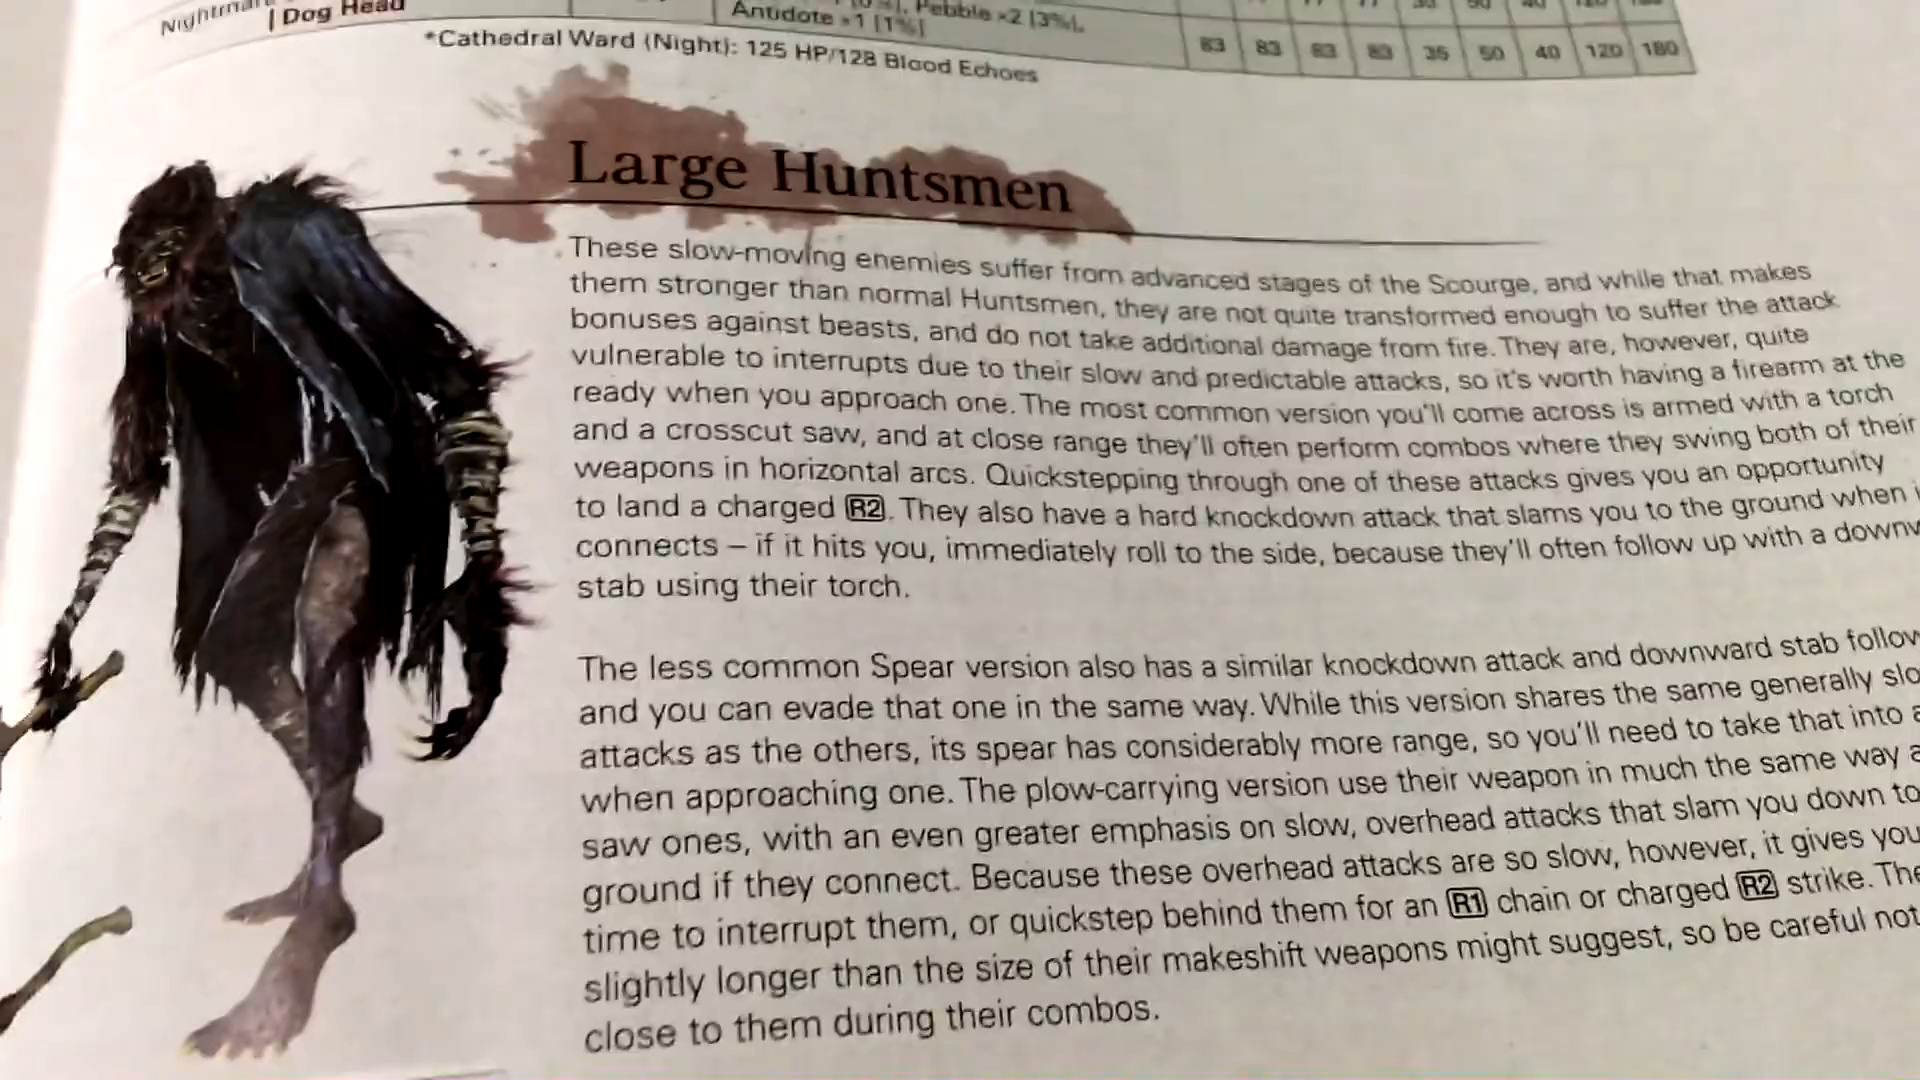 | Dog Head
Pebble ×2 [3%],
Antidote ×1 [1%]
83 83 83 83 35 50 40 120 180
*Cathedral Ward (Night): 125 HP/128 Blood Echoes
Large Huntsmen
These slow-moving enemies suffer from advanced stages of the Scourge, and while that makes
them stronger than normal Huntsmen, they are not quite transformed enough to suffer the attack
bonuses against beasts, and do not take additional damage from fire. They are, however, quite
vulnerable to interrupts due to their slow and predictable attacks, so it's worth having a firearm at the
ready when you approach one. The most common version you'll come across is armed with a torch
and a crosscut saw, and at close range they'll often perform combos where they swing both of their
weapons in horizontal arcs. Quickstepping through one of these attacks gives you an opportunity
to land a charged R2. They also have a hard knockdown attack that slams you to the ground when
connects – if it hits you, immediately roll to the side, because they'll often follow up with a downw
stab using their torch.
The less common Spear version also has a similar knockdown attack and downward stab follow
and you can evade that one in the same way. While this version shares the same generally slo
attacks as the others, its spear has considerably more range, so you'll need to take that into a
when approaching one. The plow-carrying version use their weapon in much the same way a
saw ones, with an even greater emphasis on slow, overhead attacks that slam you down to
ground if they connect. Because these overhead attacks are so slow, however, it gives you
time to interrupt them, or quickstep behind them for an R1 chain or charged R2 strike. The
slightly longer than the size of their makeshift weapons might suggest, so be careful not
close to them during their combos.